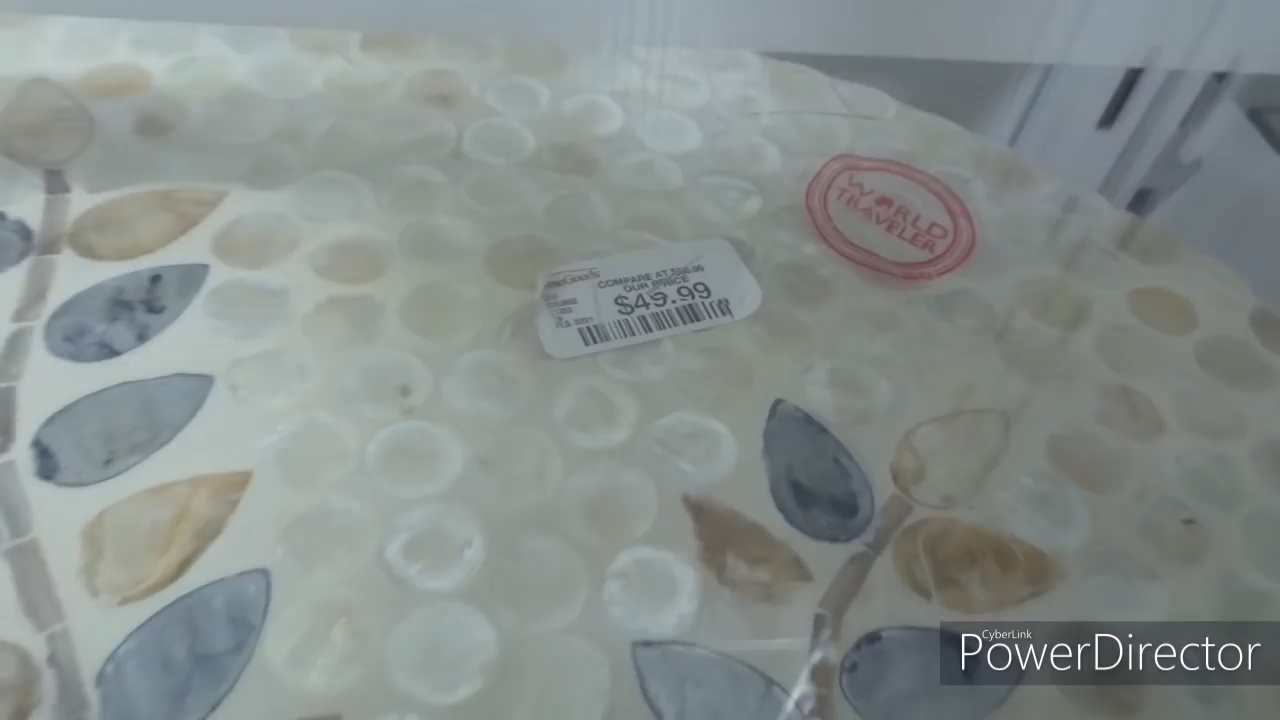 WORLD
TRAVELER
COMPARE AT
OUR PRICE
$49.99
CyberLink
PowerDirector